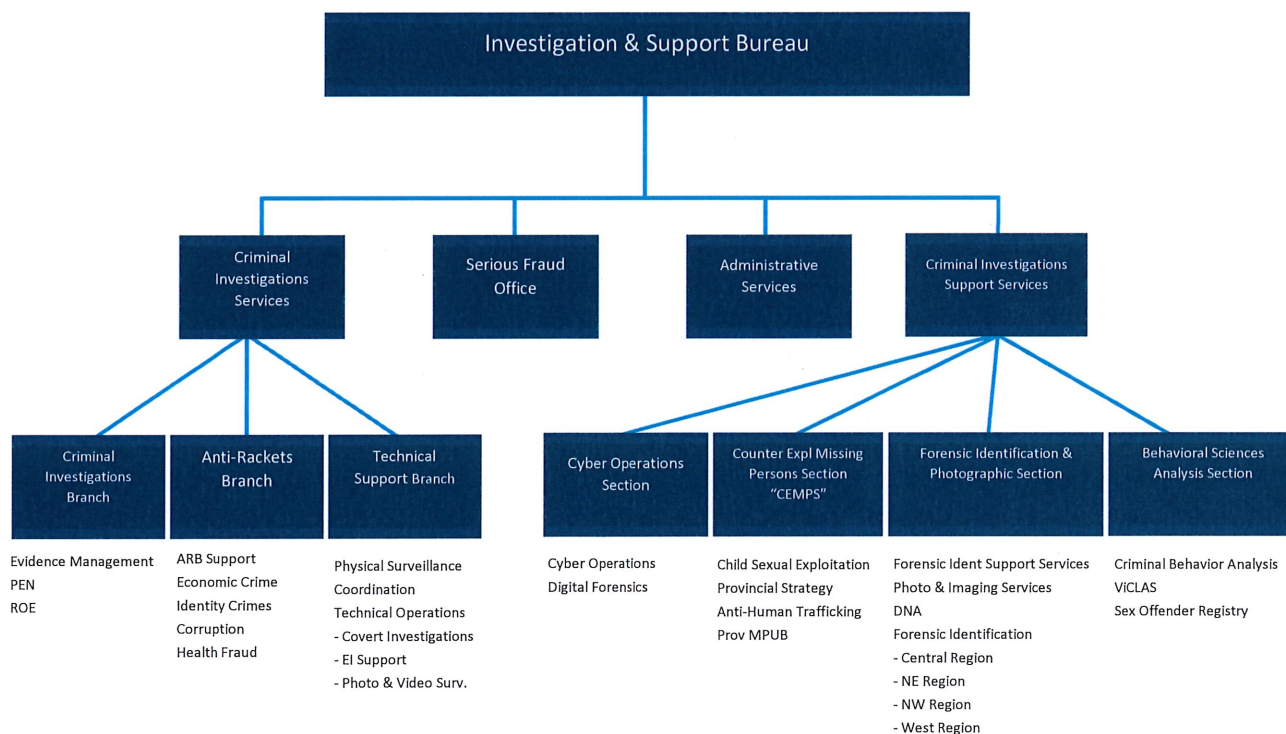 Investigation & Support Bureau
Criminal
Investigations
Services
Serious Fraud
Office
Administrative
Services
Criminal Investigations
Support Services
Criminal
Investigations
Branch
Anti-Rackets
Branch
Technical
Support Branch
Cyber Operations
Section
Counter Expl Missing
Persons Section
“CEMPS”
Forensic Identification &
Photographic Section
Behavioral Sciences
Analysis Section
Evidence Management
PEN
ROE
ARB Support
Economic Crime
Identity Crimes
Corruption
Health Fraud
Physical Surveillance
Coordination
Technical Operations
- Covert Investigations
- EI Support
- Photo & Video Surv.
Cyber Operations
Digital Forensics
Child Sexual Exploitation
Provincial Strategy
Anti-Human Trafficking
Prov MPUB
Forensic Ident Support Services
Photo & Imaging Services
DNA
Forensic Identification
- Central Region
- NE Region
- NW Region
- West Region
Criminal Behavior Analysis
ViCLAS
Sex Offender Registry